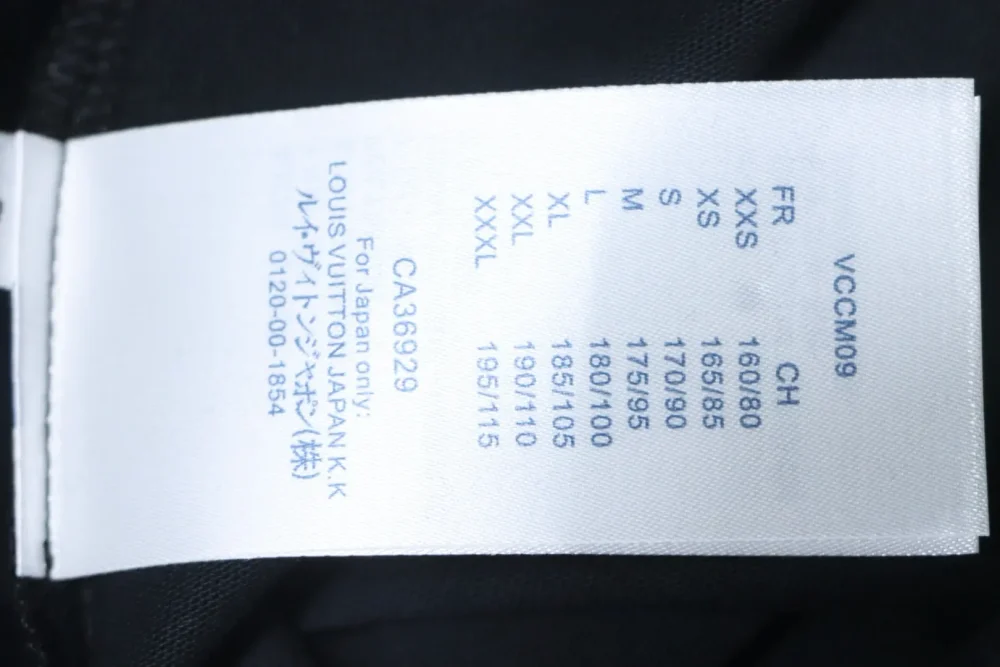 VCCM09
FR CH
XXS 160/80
XS 165/85
S 170/90
M 175/95
L 180/100
XL 185/105
XXL 190/110
XXXL 195/115
CA36929
For Japan only:
LOUIS VUITTON JAPAN K.K
ルイ・ヴィトンジャポン(株)
0120-00-1854